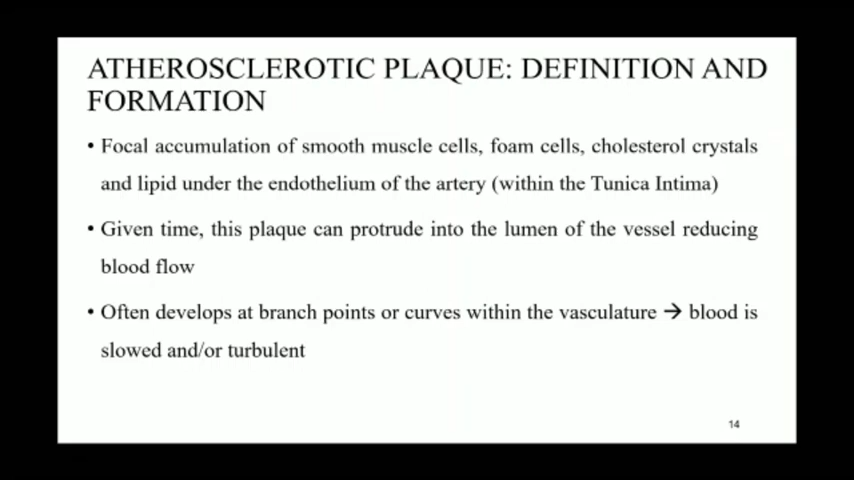 ATHEROSCLEROTIC PLAQUE: DEFINITION AND
FORMATION
• Focal accumulation of smooth muscle cells, foam cells, cholesterol crystals
and lipid under the endothelium of the artery (within the Tunica Intima)
• Given time, this plaque can protrude into the lumen of the vessel reducing
blood flow
• Often develops at branch points or curves within the vasculature → blood is
slowed and/or turbulent
14